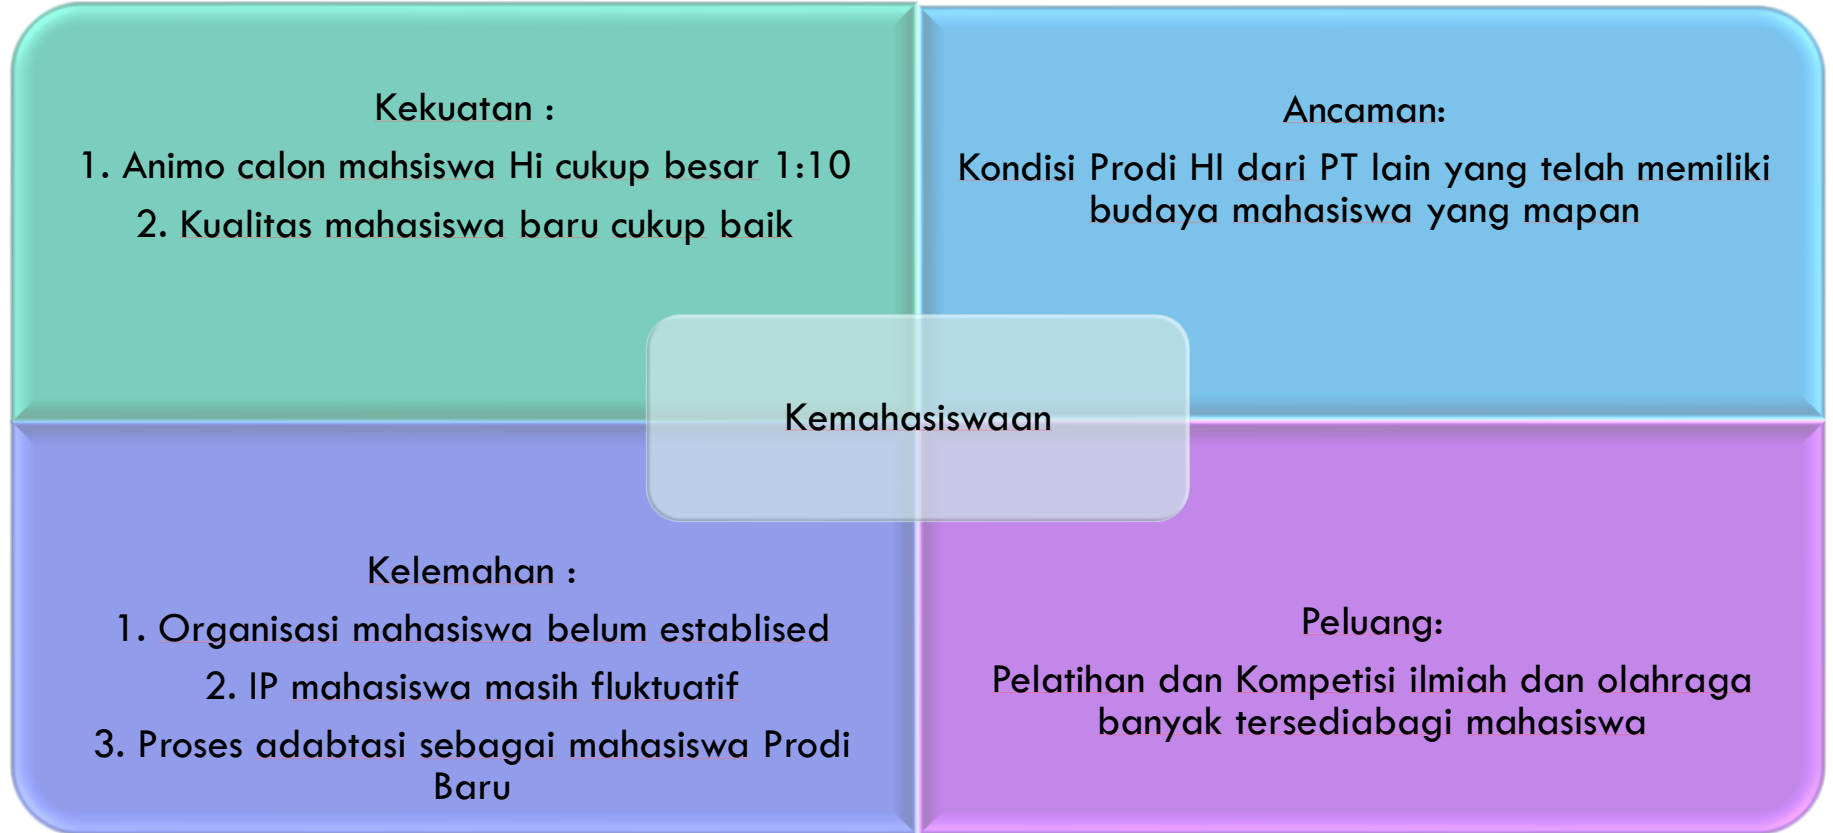 Kekuatan :
1. Animo calon mahsiswa Hi cukup besar 1:10
2. Kualitas mahasiswa baru cukup baik
Ancaman:
Kondisi Prodi HI dari PT lain yang telah memiliki
budaya mahasiswa yang mapan
Kemahasiswaan
Kelemahan :
1. Organisasi mahasiswa belum establised
2. IP mahasiswa masih fluktuatif
3. Proses adabtasi sebagai mahasiswa Prodi
Baru
Peluang:
Pelatihan dan Kompetisi ilmiah dan olahraga
banyak tersediabagi mahasiswa